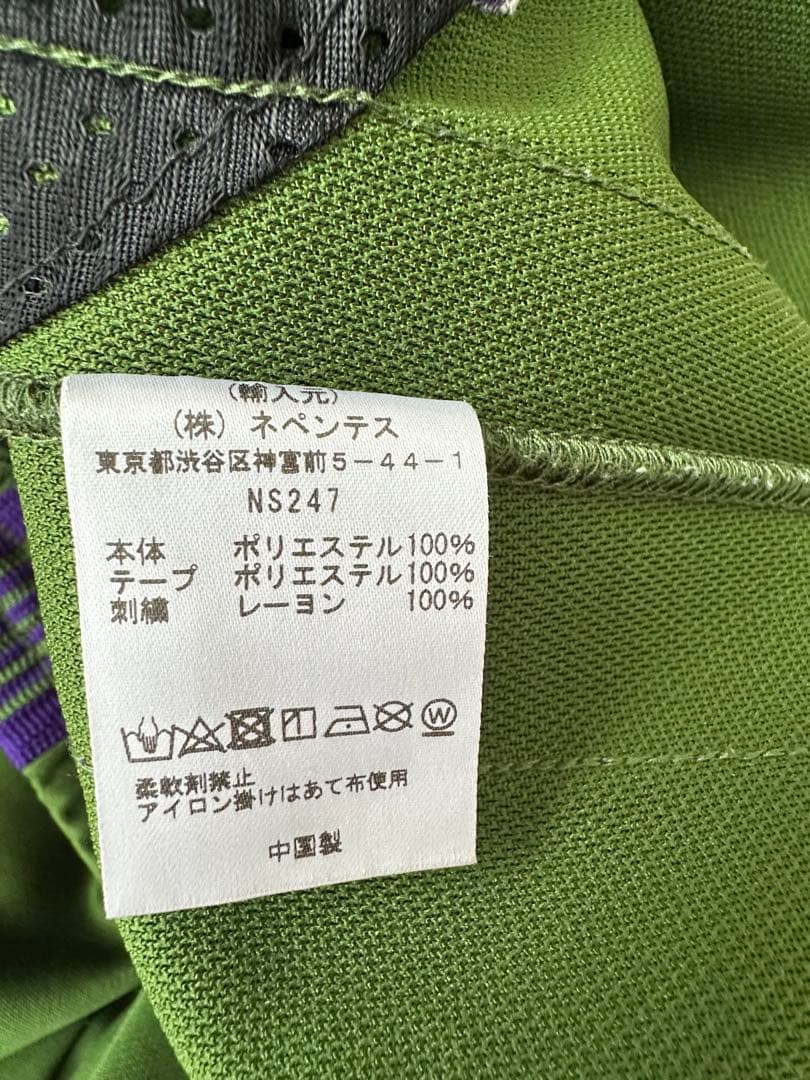 (輸入元)
(株) ネペンテス
東京都渋谷区神宮前5-44-1
NS247
本体 ポリエステル100%
テープ ポリエステル100%
刺繍 レーヨン 100%
W
柔軟剤禁止
アイロン掛けはあて布使用
中国製